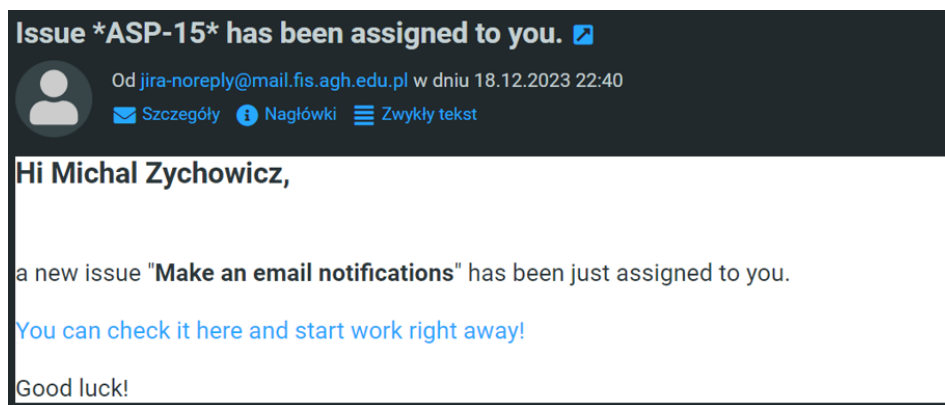 Issue *ASP-15* has been assigned to you.
Od jira-noreply@mail.fis.agh.edu.pl w dniu 18.12.2023 22:40
Szczegóły Nagłówki Zwykły tekst
Hi Michal Zychowicz,
a new issue "Make an email notifications" has been just assigned to you.
You can check it here and start work right away!
Good luck!